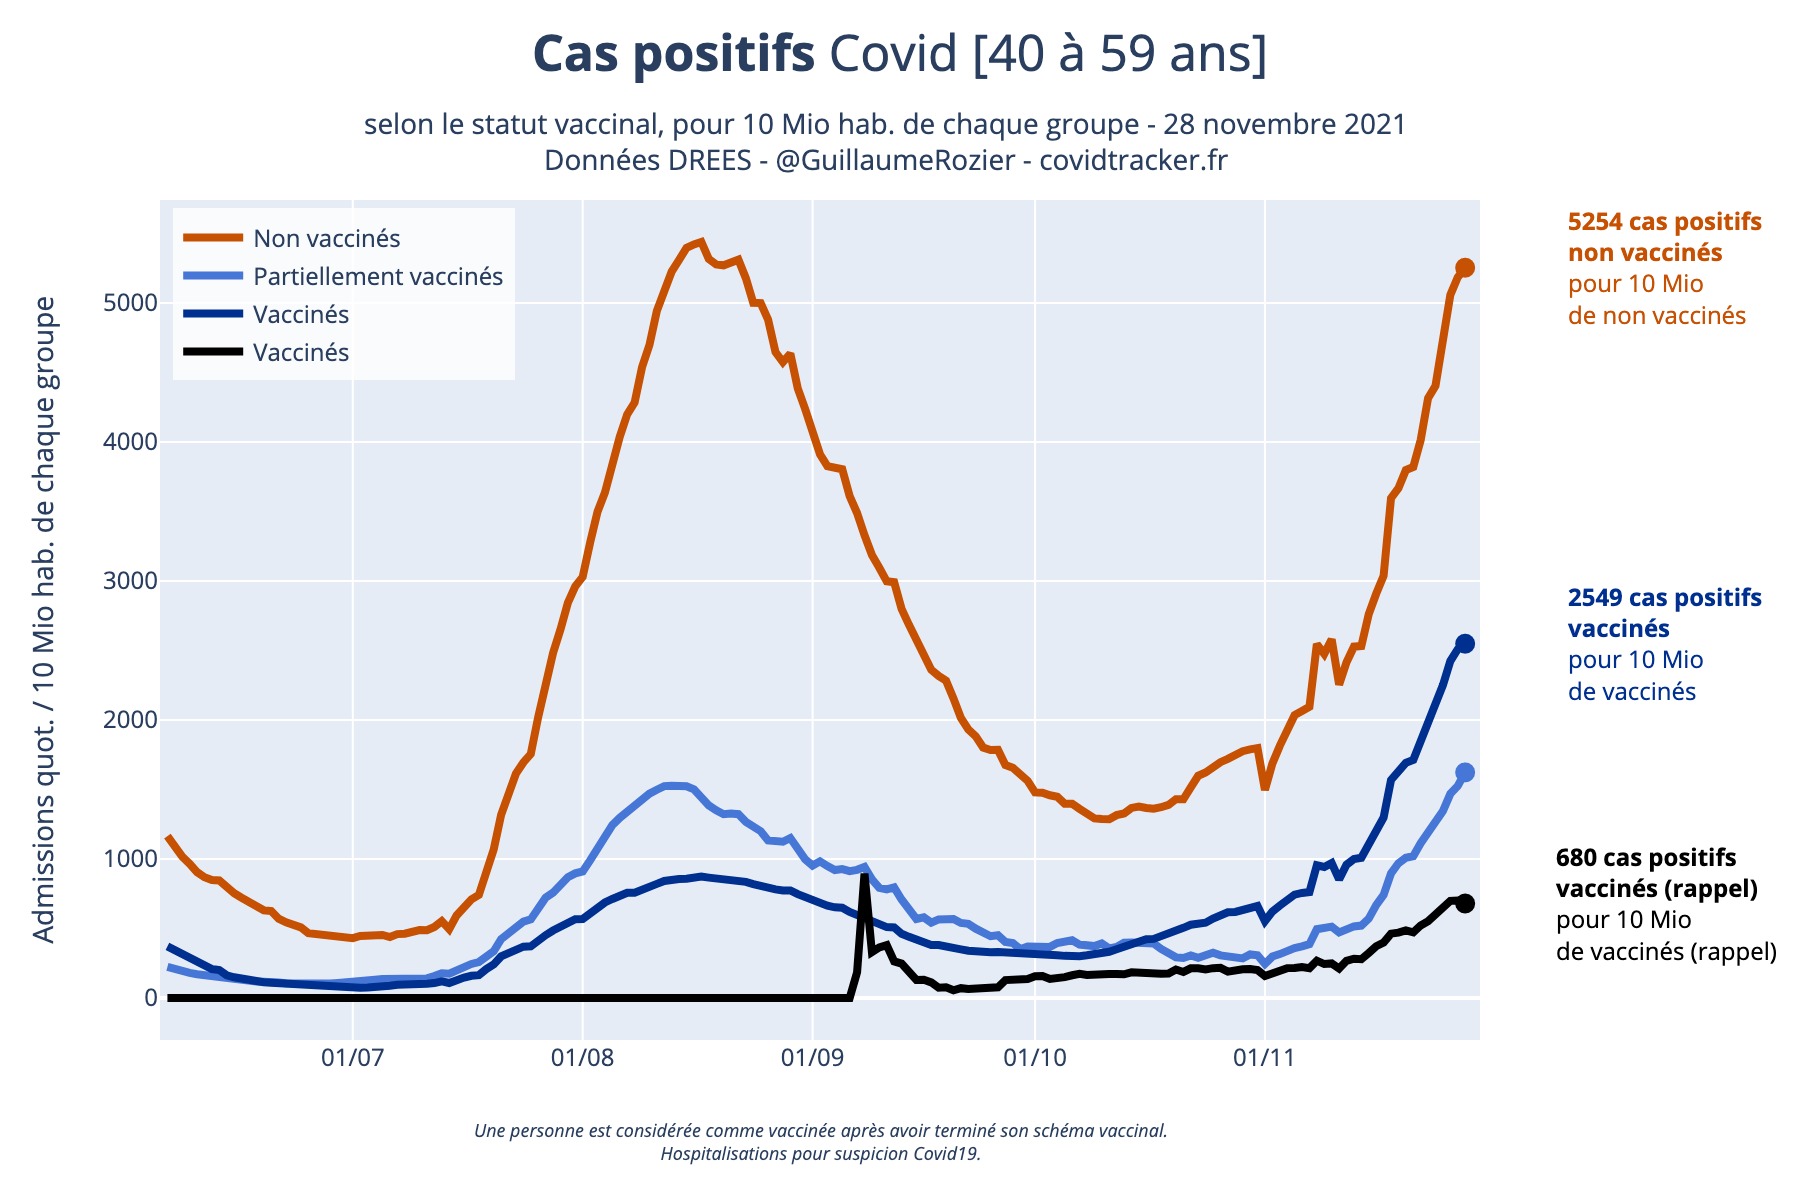 Cas positifs Covid [40 à 59 ans]
selon le statut vaccinal, pour 10 Mio hab. de chaque groupe - 28 novembre 2021
Données DREES - @GuillaumeRozier - covidtracker.fr
Admissions quot. / 10 Mio hab. de chaque groupe
Non vaccinés
Partiellement vaccinés
Vaccinés
Vaccinés
5000
4000
3000
2000
1000
0
01/07
01/08
01/09
01/10
01/11
5254 cas positifs
non vaccinés
pour 10 Mio
de non vaccinés
2549 cas positifs
vaccinés
pour 10 Mio
de vaccinés
680 cas positifs
vaccinés (rappel)
pour 10 Mio
de vaccinés (rappel)
Une personne est considérée comme vaccinée après avoir terminé son schéma vaccinal.
Hospitalisations pour suspicion Covid19.